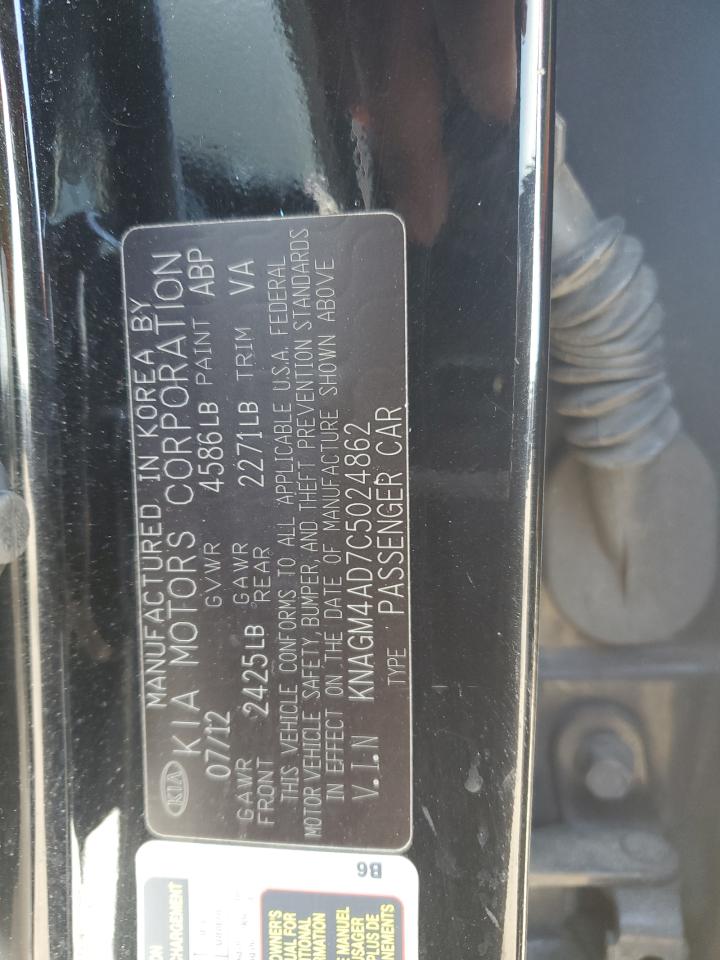 KIA
MANUFACTURED IN KOREA BY
KIA MOTORS CORPORATION
07/12 GVWR 4586LB PAINT ABP
GAWR FRONT 2425LB GAWR REAR 2271LB TRIM VA
THIS VEHICLE CONFORMS TO ALL APPLICABLE U.S.A. FEDERAL
MOTOR VEHICLE SAFETY, BUMPER, AND THEFT PREVENTION STANDARDS
IN EFFECT ON THE DATE OF MANUFACTURE SHOWN ABOVE
V.I.N KNAGM4AD7C5024862
TYPE PASSENGER CAR
B6